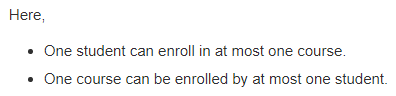 Here,
• One student can enroll in at most one course.
• One course can be enrolled by at most one student.